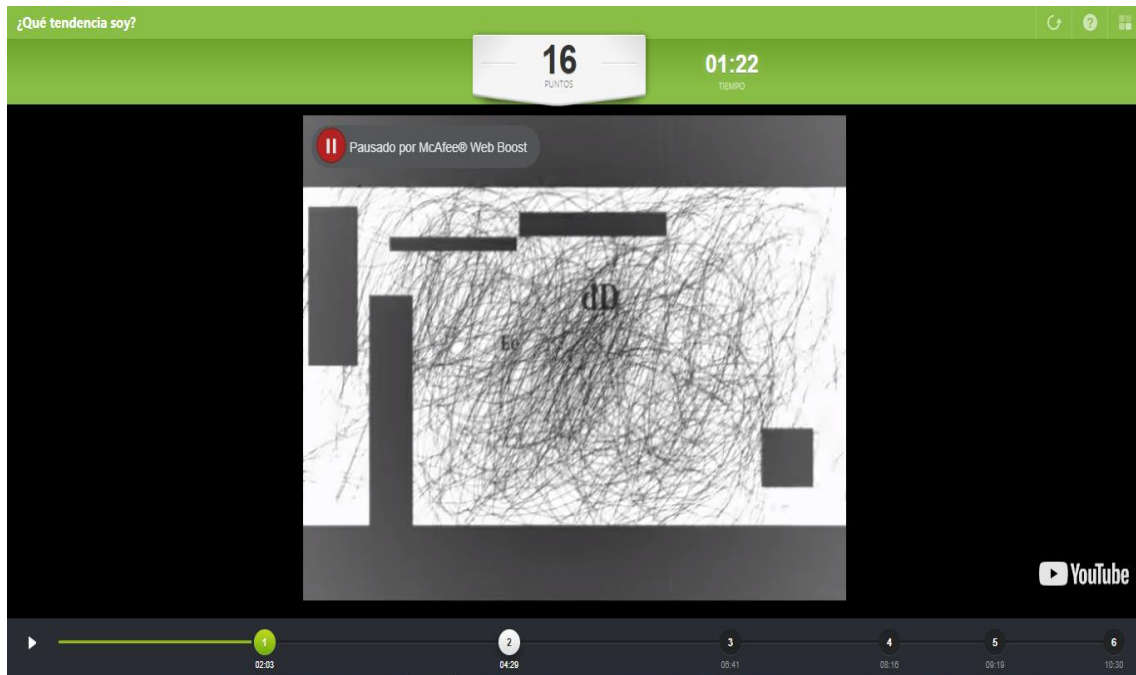 ¿Qué tendencia soy?
16
PUNTOS
01:22
TIEMPO
Pausado por McAfee® Web Boost
dD
Ee
YouTube
1 2 3 4 5 6
02:03 04:29 06:41 08:16 09:19 10:30